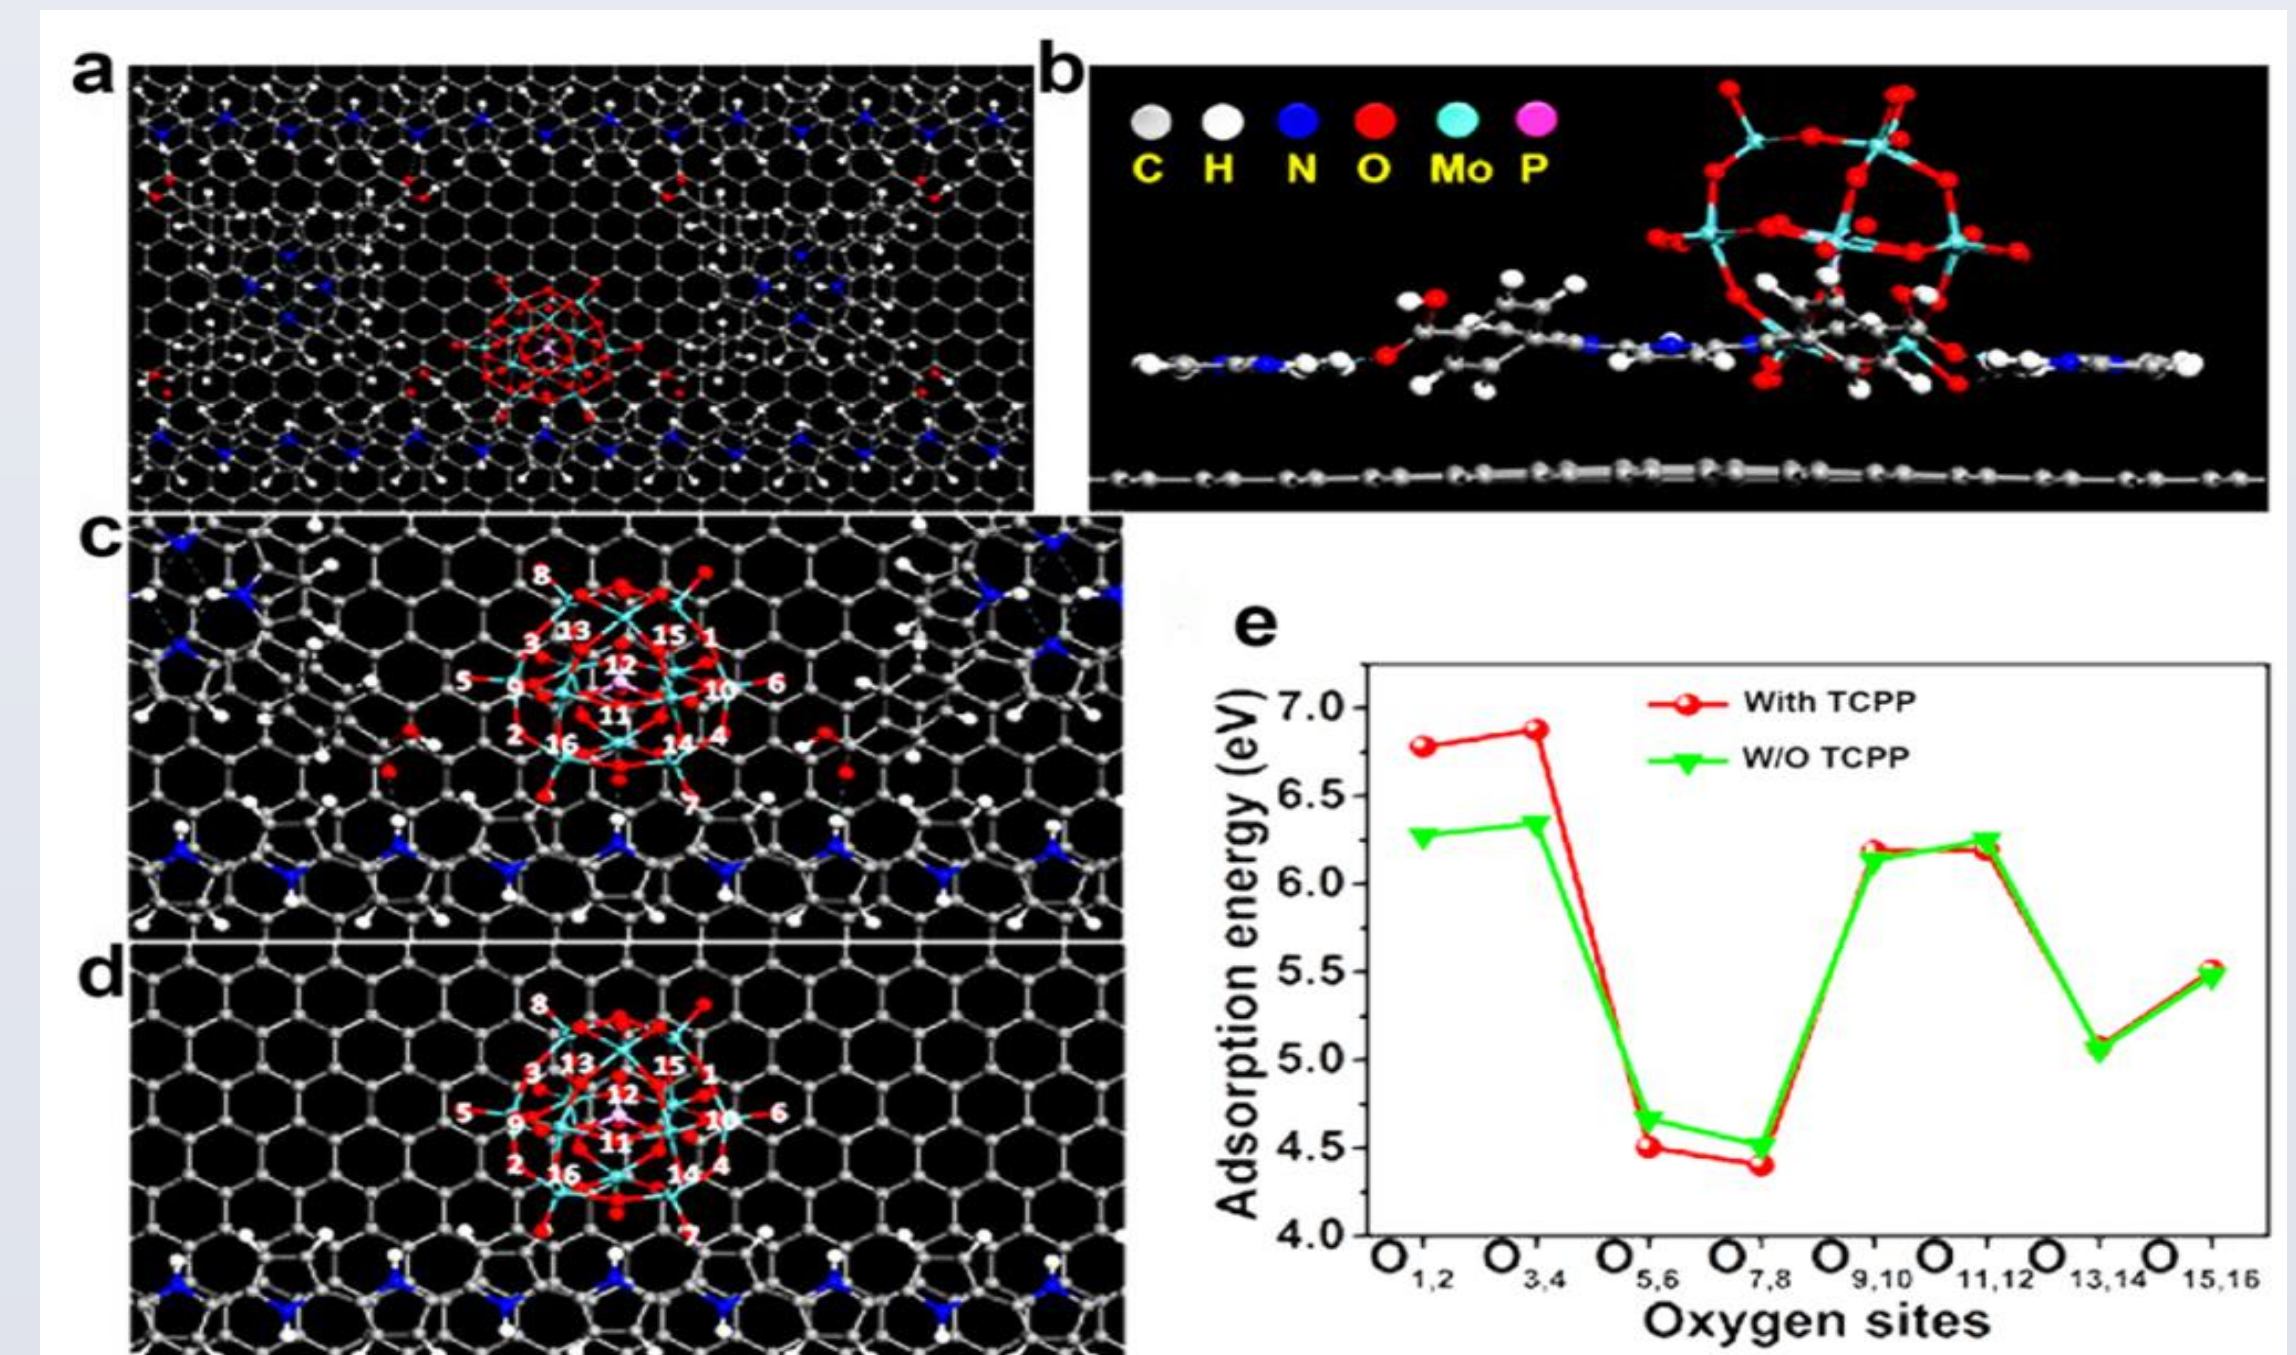 a
b
C H N O Mo P
c
8
3 13 15 1
12
5 9 10 6
11
2 16 14 4
7
d
8
3 13 15 1
12
5 9 10 6
11
2 16 14 4
7
e
With TCPP
W/O TCPP
Adsorption energy (eV)
7.0
6.5
6.0
5.5
5.0
4.5
4.0
O1,2 O3,4 O5,6 O7,8 O9,10 O11,12 O13,14 O15,16
Oxygen sites